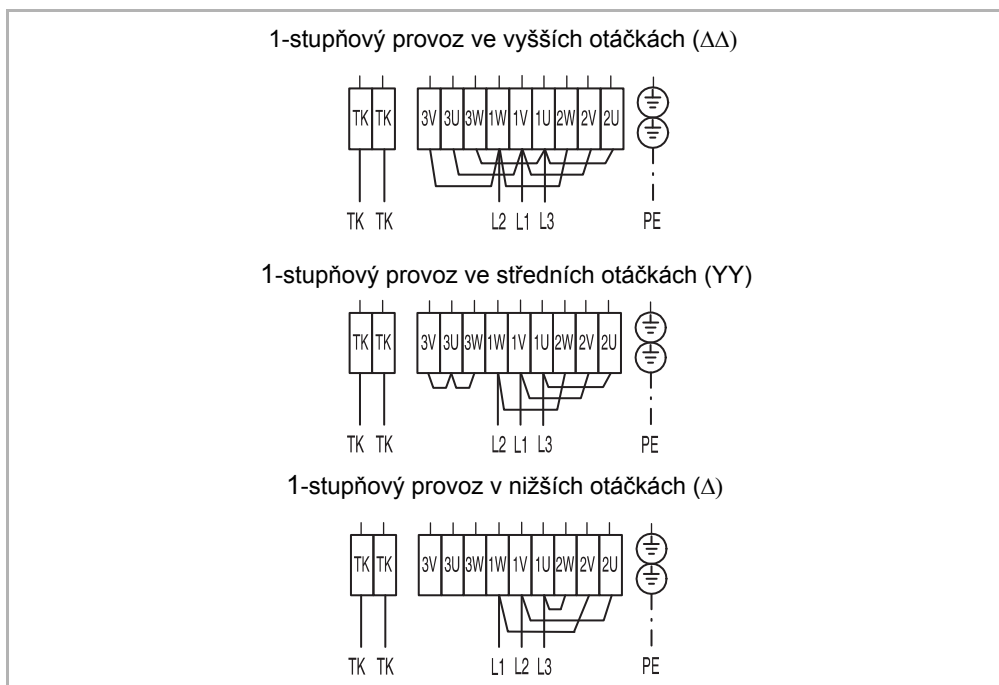 1-stupňový provoz ve vyšších otáčkách (ΔΔ)
TK TK 3V 3U 3W 1W 1V 1U 2W 2V 2U
TK TK L2 L1 L3 PE
1-stupňový provoz ve středních otáčkách (YY)
TK TK 3V 3U 3W 1W 1V 1U 2W 2V 2U
TK TK L2 L1 L3 PE
1-stupňový provoz v nižších otáčkách (Δ)
TK TK 3V 3U 3W 1W 1V 1U 2W 2V 2U
TK TK L1 L2 L3 PE